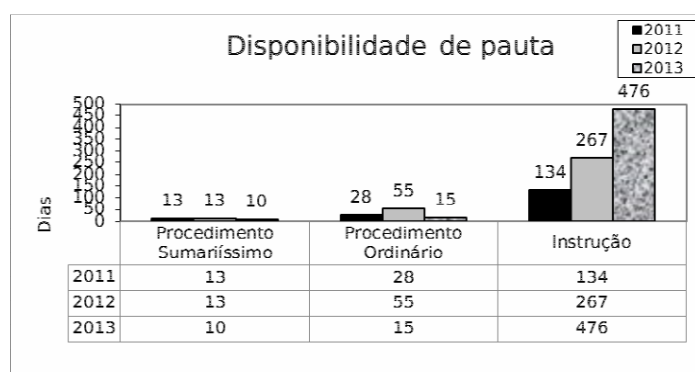 Disponibilidade de pauta
2011
2012
2013
Dias
500
450
400
350
300
250
200
150
100
50
0
13 13 10
28 55 15
134 267 476
Procedimento Sumariíssimo
Procedimento Ordinário
Instrução
2011 13 28 134
2012 13 55 267
2013 10 15 476